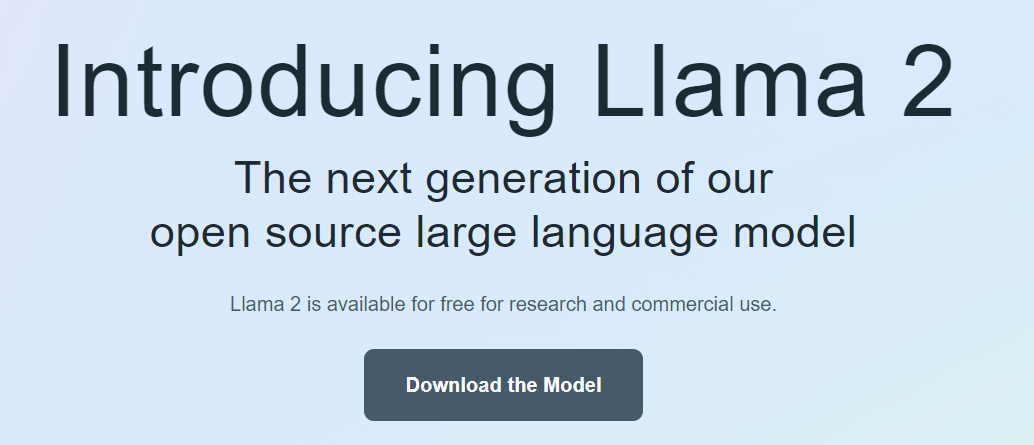 Introducing Llama 2
The next generation of our
open source large language model
Llama 2 is available for free for research and commercial use.
Download the Model